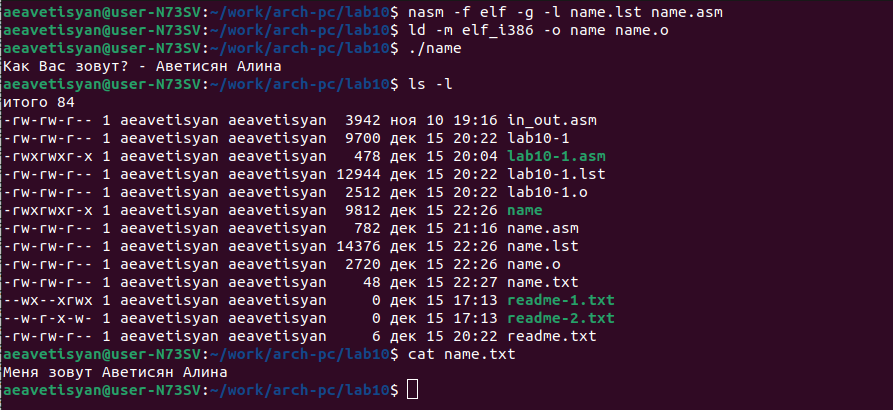 aeavetisyan@user-N73SV:~/work/arch-pc/lab10$ nasm -f elf -g -l name.lst name.asm
aeavetisyan@user-N73SV:~/work/arch-pc/lab10$ ld -m elf_i386 -o name name.o
aeavetisyan@user-N73SV:~/work/arch-pc/lab10$ ./name
Как Вас зовут? - Аветисян Алина
aeavetisyan@user-N73SV:~/work/arch-pc/lab10$ ls -l
итого 84
-rw-rw-r-- 1 aeavetisyan aeavetisyan  3942 ноя 10 19:16 in_out.asm
-rw-rw-r-- 1 aeavetisyan aeavetisyan  9700 дек 15 20:22 lab10-1
-rwxrwxr-x 1 aeavetisyan aeavetisyan   478 дек 15 20:04 lab10-1.asm
-rw-rw-r-- 1 aeavetisyan aeavetisyan 12944 дек 15 20:22 lab10-1.lst
-rw-rw-r-- 1 aeavetisyan aeavetisyan  2512 дек 15 20:22 lab10-1.o
-rwxrwxr-x 1 aeavetisyan aeavetisyan  9812 дек 15 22:26 name
-rw-rw-r-- 1 aeavetisyan aeavetisyan   782 дек 15 21:16 name.asm
-rw-rw-r-- 1 aeavetisyan aeavetisyan 14376 дек 15 22:26 name.lst
-rw-rw-r-- 1 aeavetisyan aeavetisyan  2720 дек 15 22:26 name.o
-rw-rw-r-- 1 aeavetisyan aeavetisyan    48 дек 15 22:27 name.txt
--wx--xrwx 1 aeavetisyan aeavetisyan     0 дек 15 17:13 readme-1.txt
--w-r-x-w- 1 aeavetisyan aeavetisyan     0 дек 15 17:13 readme-2.txt
-rw-rw-r-- 1 aeavetisyan aeavetisyan     6 дек 15 20:22 readme.txt
aeavetisyan@user-N73SV:~/work/arch-pc/lab10$ cat name.txt
Меня зовут Аветисян Алина
aeavetisyan@user-N73SV:~/work/arch-pc/lab10$